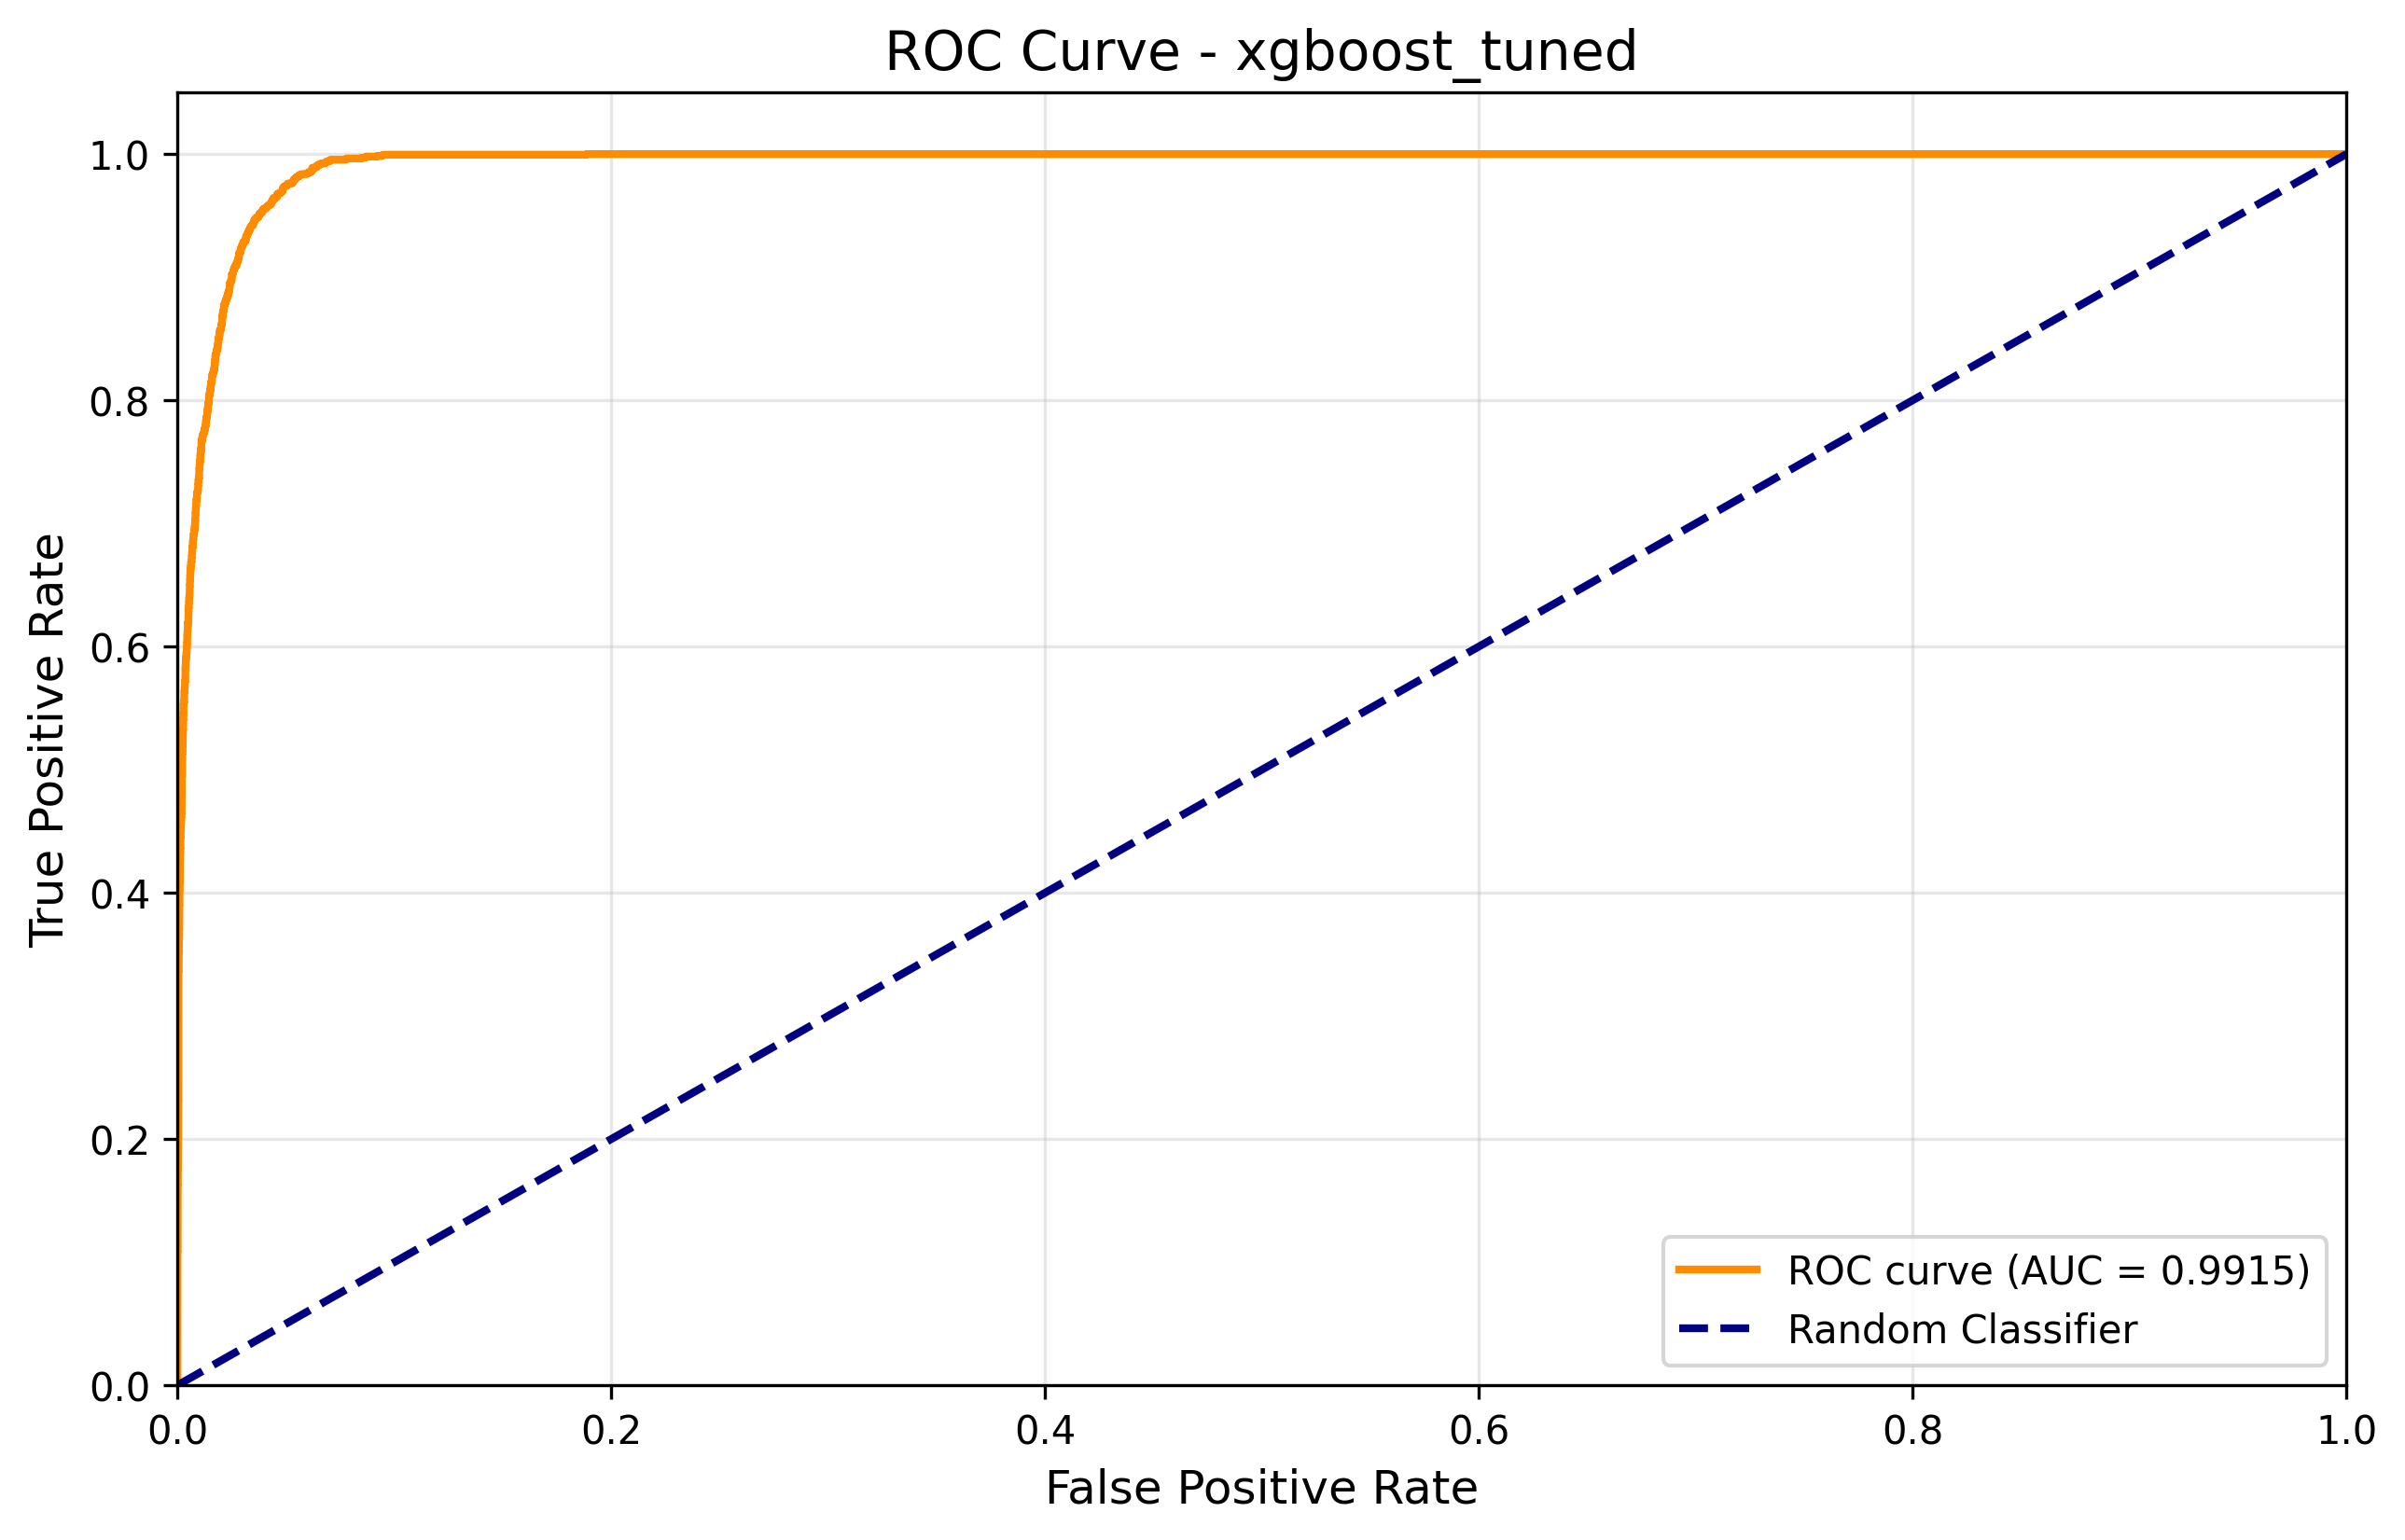 ROC Curve - xgboost_tuned
True Positive Rate
1.0
0.8
0.6
0.4
0.2
0.0
0.0 0.2 0.4 0.6 0.8 1.0
False Positive Rate
ROC curve (AUC = 0.9915)
Random Classifier